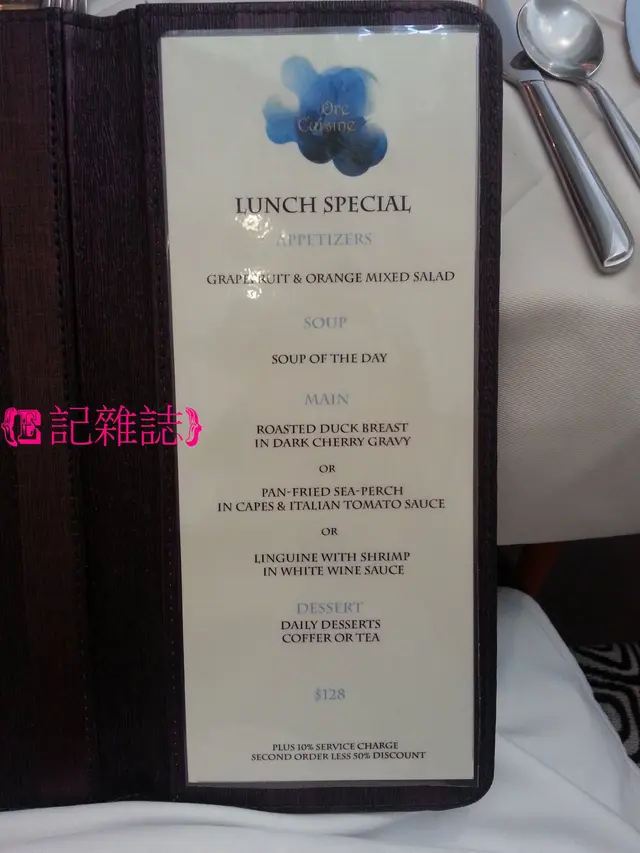 Ore
Cuisine
LUNCH SPECIAL
APPETIZERS
GRAPEFRUIT & ORANGE MIXED SALAD
SOUP
SOUP OF THE DAY
MAIN
ROASTED DUCK BREAST
IN DARK CHERRY GRAVY
OR
PAN-FRIED SEA-PERCH
IN CAPES & ITALIAN TOMATO SAUCE
OR
LINGUINE WITH SHRIMP
IN WHITE WINE SAUCE
DESSERT
DAILY DESSERTS
COFFER OR TEA
$128
PLUS 10% SERVICE CHARGE
SECOND ORDER LESS 50% DISCOUNT
{E記雜誌}